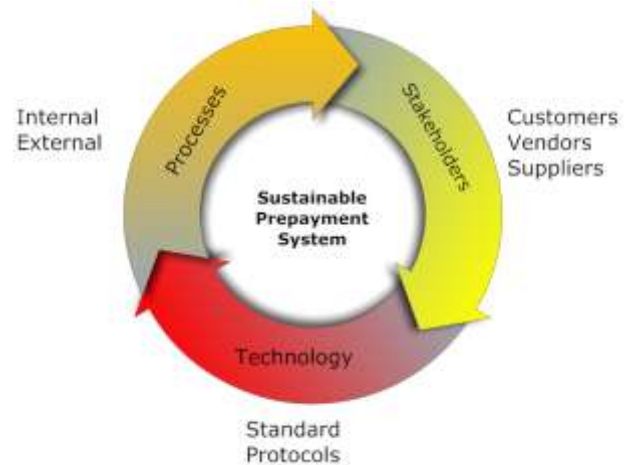 Processes
Stakeholders
Internal
External
Customers
Vendors
Suppliers
Sustainable
Prepayment
System
Technology
Standard
Protocols